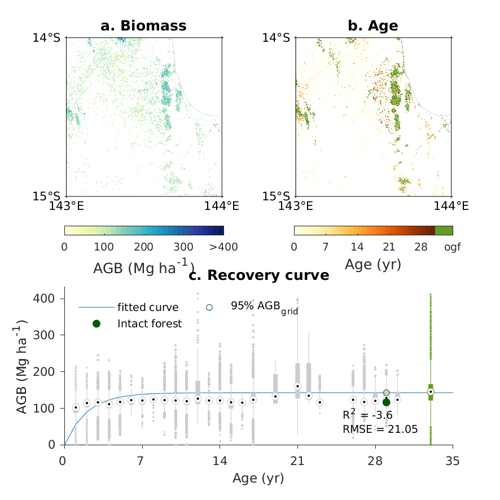 a. Biomass
b. Age
14°S
14°S
15°S
15°S
143°E
144°E
143°E
144°E
0 100 200 300 >400
0 7 14 21 28 ogf
AGB (Mg ha⁻¹)
Age (yr)
c. Recovery curve
400
300
200
100
0
AGB (Mg ha⁻¹)
fitted curve
95% AGB_grid
Intact forest
R² = -3.6
RMSE = 21.05
0 7 14 21 28 35
Age (yr)